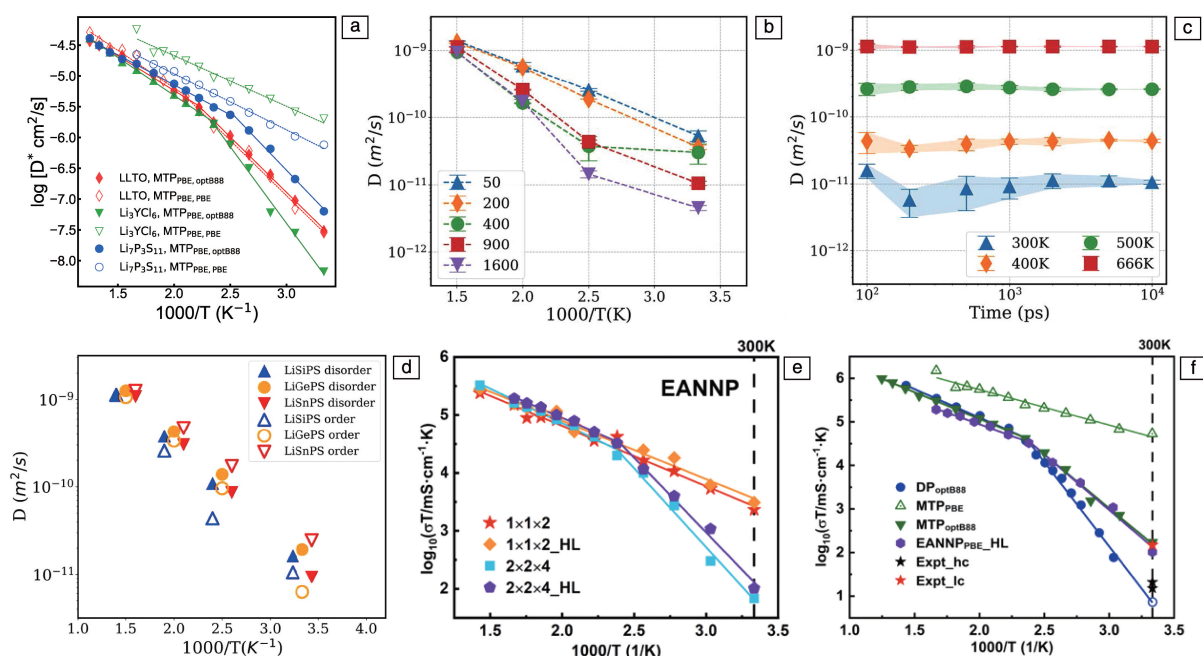 a
log [D* cm²/s]
−4.5
−5.0
−5.5
−6.0
−6.5
−7.0
−7.5
−8.0
LLTO, MTP_PBE, optB88
LLTO, MTP_PBE, PBE
Li₃YCl₆, MTP_PBE, optB88
Li₃YCl₆, MTP_PBE, PBE
Li₇P₃S₁₁, MTP_PBE, optB88
Li₇P₃S₁₁, MTP_PBE, PBE
1.5 2.0 2.5 3.0
1000/T (K⁻¹)
b
D (m²/s)
10⁻⁹
10⁻¹⁰
10⁻¹¹
10⁻¹²
50
200
400
900
1600
1.5 2.0 2.5 3.0 3.5
1000/T(K)
c
D (m²/s)
10⁻⁹
10⁻¹⁰
10⁻¹¹
10⁻¹²
300K 500K
400K 666K
10² 10³ 10⁴
Time (ps)
d
D (m²/s)
10⁻⁹
10⁻¹⁰
10⁻¹¹
LiSiPS disorder
LiGePS disorder
LiSnPS disorder
LiSiPS order
LiGePS order
LiSnPS order
1.0 1.5 2.0 2.5 3.0 3.5 4.0
1000/T(K⁻¹)
300K
e
EANNP
log₁₀(σT/mS·cm⁻¹·K)
6
5
4
3
2
1×1×2
1×1×2_HL
2×2×4
2×2×4_HL
1.5 2.0 2.5 3.0 3.5
1000/T (1/K)
300K
f
log₁₀(σT/mS·cm⁻¹·K)
6
5
4
3
2
1
DP_optB88
MTP_PBE
MTP_optB88
EANNP_PBE_HL
Expt_hc
Expt_lc
1.0 1.5 2.0 2.5 3.0 3.5
1000/T (1/K)